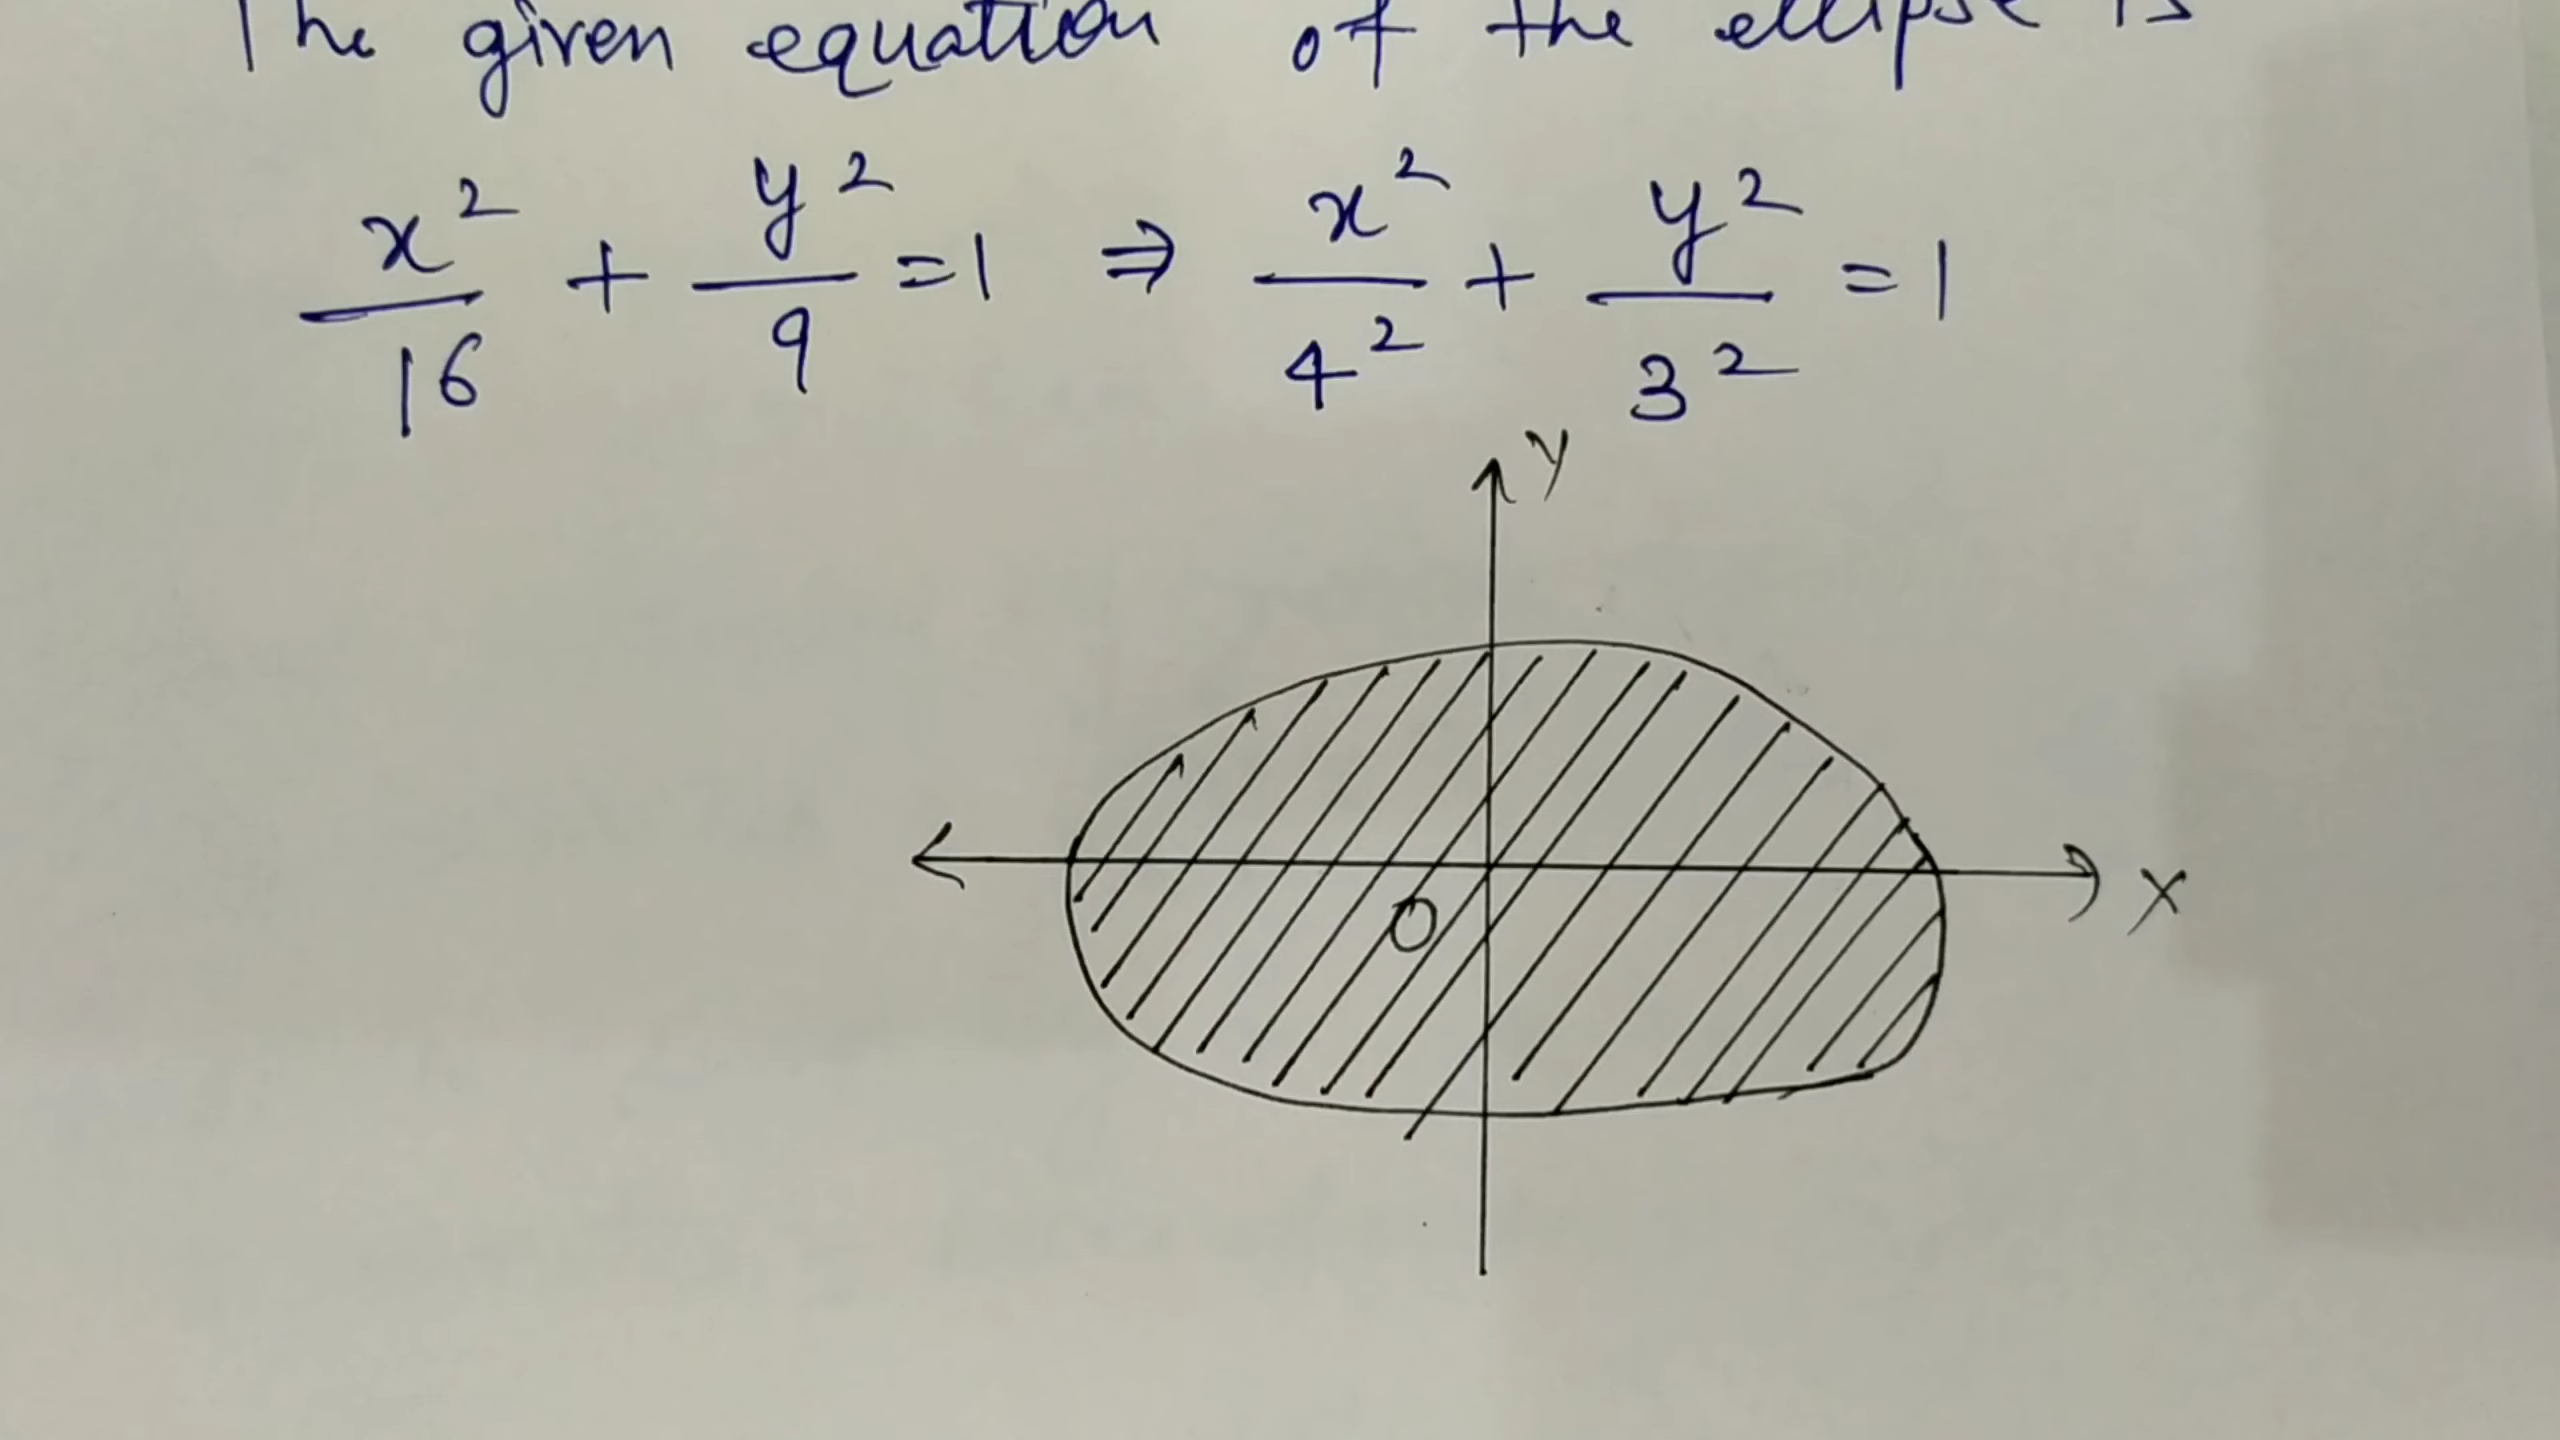 The given equation of the ellipse is
x²/16 + y²/9 = 1 ⇒ x²/4² + y²/3² = 1
Y
O
X